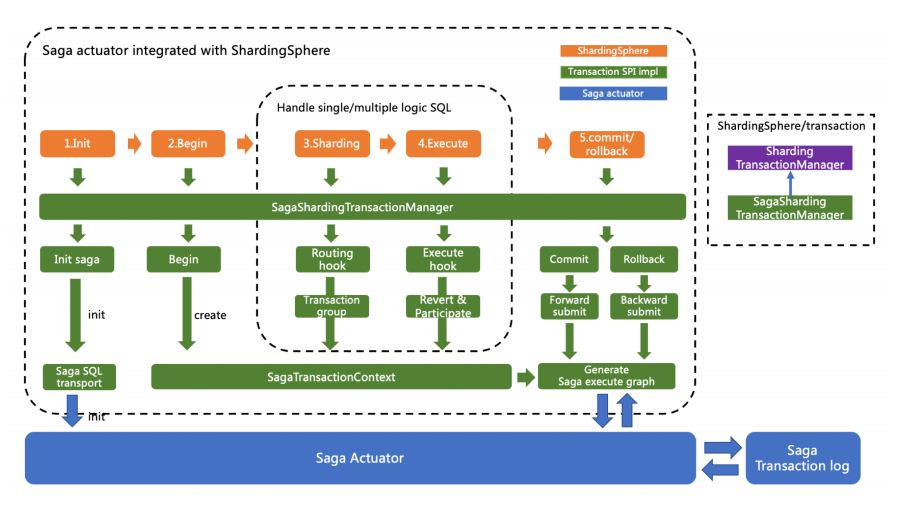 Saga actuator integrated with ShardingSphere
ShardingSphere
Transaction SPI impl
Saga actuator
Handle single/multiple logic SQL
ShardingSphere/transaction
1.Init
2.Begin
3.Sharding
4.Execute
5.commit/
rollback
Sharding
TransactionManager
SagaShardingTransactionManager
SagaSharding
TransactionManager
Init saga
Begin
Routing
hook
Execute
hook
Commit
Rollback
Transaction
group
Revert &
Participate
Forward
submit
Backward
submit
init
create
Saga SQL
transport
SagaTransactionContext
Generate
Saga execute graph
init
Saga Actuator
Saga
Transaction log